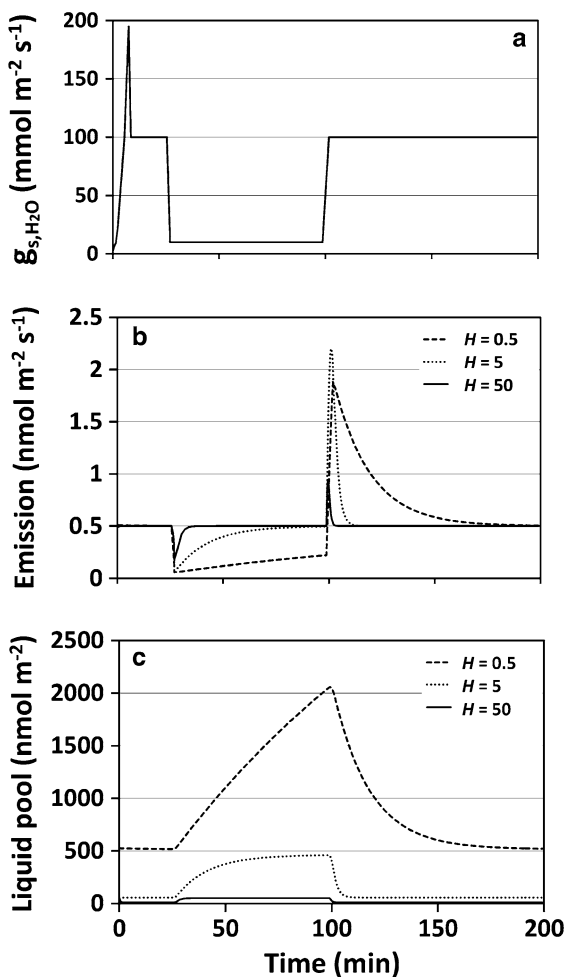 a
200
150
100
50
0
gs,H2O (mmol m-2 s-1)
b
2.5
2
1.5
1
0.5
0
Emission (nmol m-2 s-1)
H = 0.5
H = 5
H = 50
c
2500
2000
1500
1000
500
0
Liquid pool (nmol m-2)
H = 0.5
H = 5
H = 50
0 50 100 150 200
Time (min)